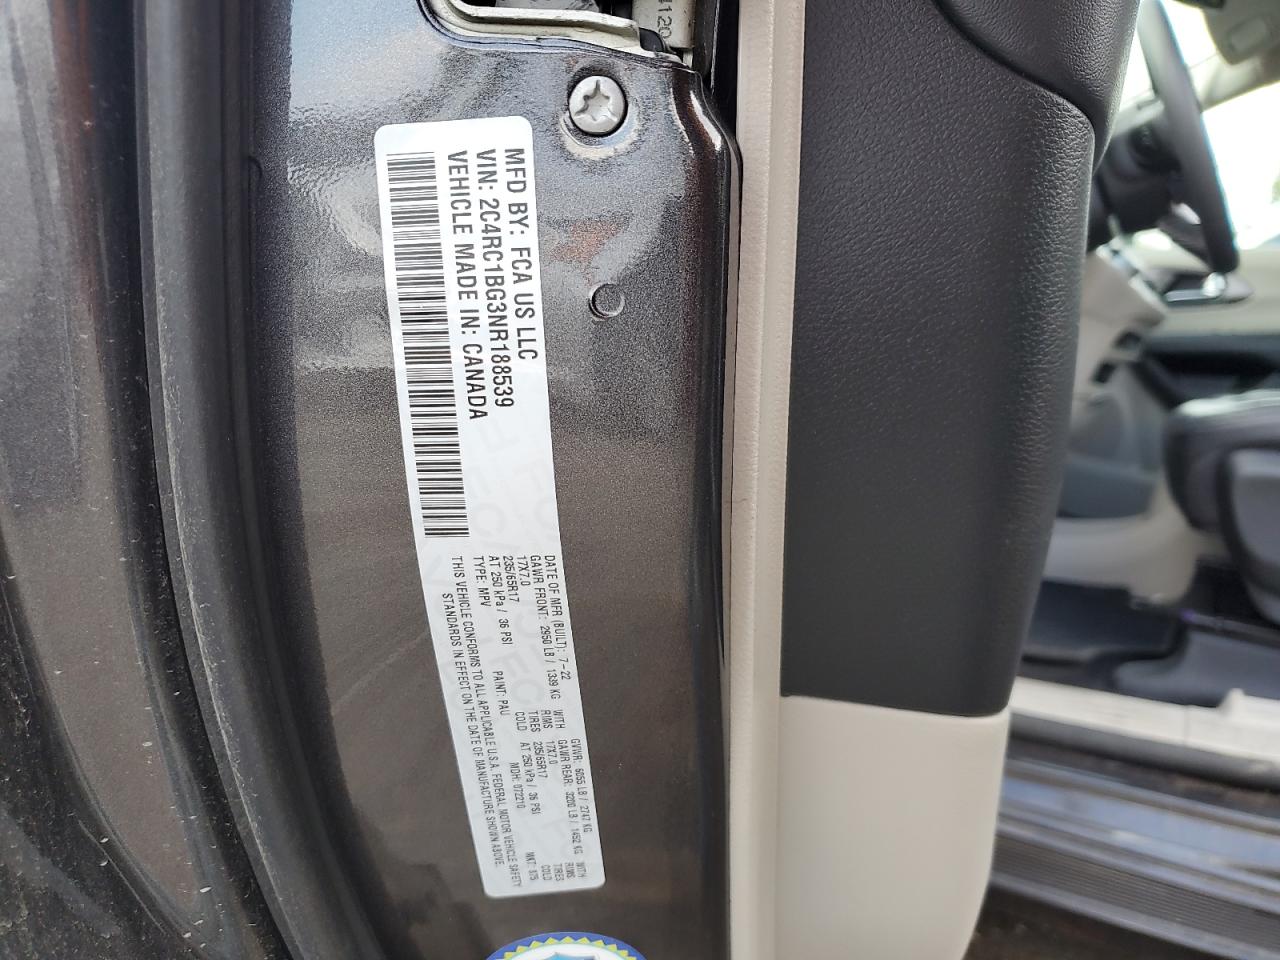 4120
MFD BY: FCA US LLC
VIN: 2C4RC1BG3NR188539
VEHICLE MADE IN: CANADA
DATE OF MFR (BUILT): 7-22 GVWR: 6055 LB / 2747 KG
GAWR FRONT: 2950 LB / 1339 KG WITH GAWR REAR: 3200 LB / 1452 KG WITH
17X7.0 RIMS 17X7.0 RIMS
235/65R17 TIRES 235/65R17 TIRES
AT 250 kPa / 36 PSI COLD AT 250 kPa / 36 PSI COLD
TYPE: MPV PAINT: PAU MDH: 072210 MKT:
THIS VEHICLE CONFORMS TO ALL APPLICABLE U.S.A. FEDERAL MOTOR VEHICLE SAFETY
STANDARDS IN EFFECT ON THE DATE OF MANUFACTURE SHOWN ABOVE.